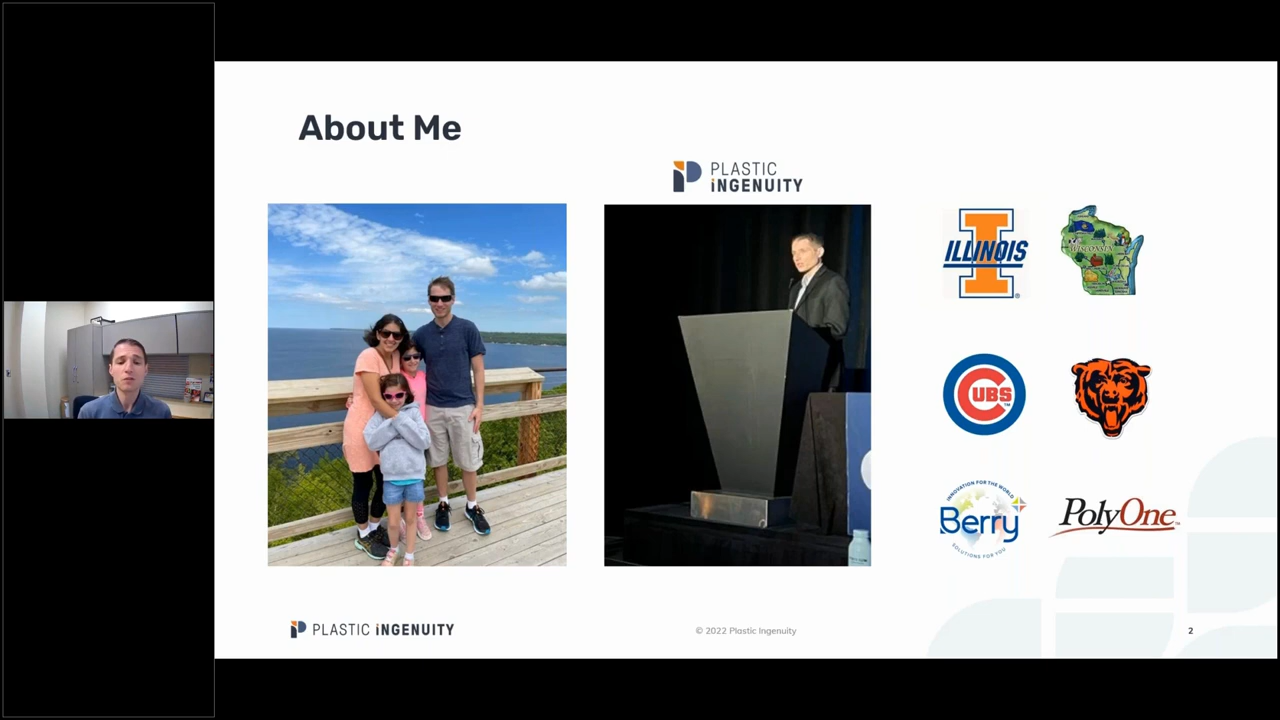 About Me
PLASTIC
INGENUITY
ILLINOIS
WISCONSIN
CUBS
INNOVATION FOR THE WORLD
Berry
SOLUTIONS FOR YOU
PolyOne
PLASTIC INGENUITY
© 2022 Plastic Ingenuity
2